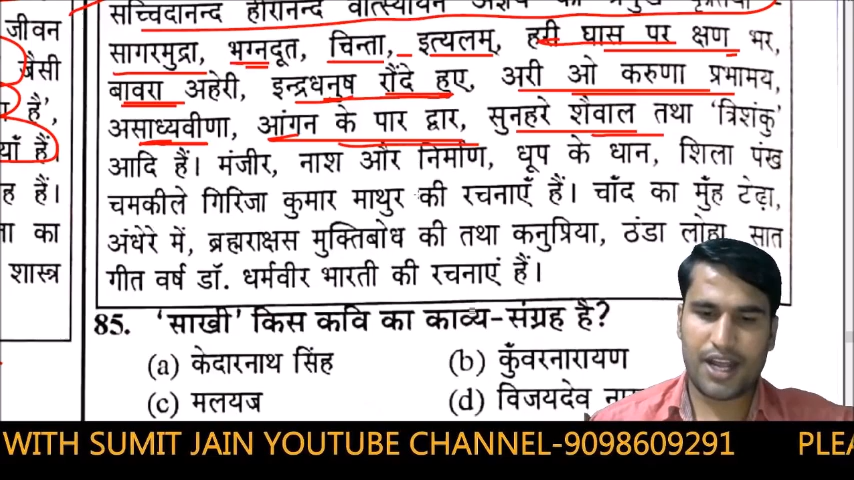 जीवन
जैसी
है',
याँ हैं।
ह हैं।
ा का
शास्त्र
सच्चिदानन्द हीरानन्द वात्स्यायन
सागरमुद्रा, भग्नदूत, चिन्ता, इत्यलम्, हरी घास पर क्षण भर,
बावरा अहेरी, इन्द्रधनुष रौंदे हुए, अरी ओ करुणा प्रभामय,
असाध्यवीणा, आंगन के पार द्वार, सुनहरे शैवाल तथा 'त्रिशंकु'
आदि हैं। मंजीर, नाश और निर्माण, धूप के धान, शिला पंख
चमकीले गिरिजा कुमार माथुर की रचनाएँ हैं। चाँद का मुँह टेढ़ा,
अंधेरे में, ब्रह्मराक्षस मुक्तिबोध की तथा कनुप्रिया, ठंडा लोहा, सात
गीत वर्ष डॉ. धर्मवीर भारती की रचनाएं हैं।
85. 'साखी' किस कवि का काव्य-संग्रह है?
(a) केदारनाथ सिंह
(b) कुँवरनारायण
(c) मलयज
(d) विजयदेव
WITH SUMIT JAIN YOUTUBE CHANNEL-9098609291 PLEA